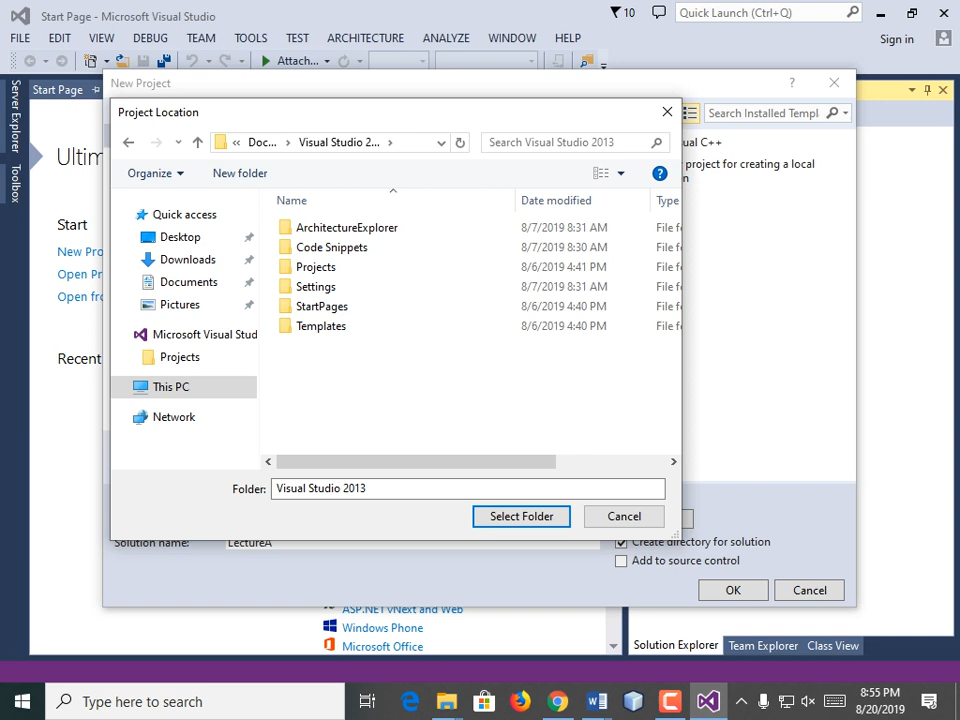 Start Page - Microsoft Visual Studio
10
Quick Launch (Ctrl+Q)
FILE EDIT VIEW DEBUG TEAM TOOLS TEST ARCHITECTURE ANALYZE WINDOW HELP
Sign in
Attach...
Server Explorer
Toolbox
Start Page
New Project
?
Search Installed Templ
Project Location
Doc... Visual Studio 2...
Search Visual Studio 2013
Organize
New folder
?
Name
Date modified
Type
ArchitectureExplorer 8/7/2019 8:31 AM File f
Code Snippets 8/7/2019 8:30 AM File f
Projects 8/6/2019 4:41 PM File f
Settings 8/7/2019 8:31 AM File f
StartPages 8/6/2019 4:40 PM File f
Templates 8/6/2019 4:40 PM File f
Quick access
Desktop
Downloads
Documents
Pictures
Microsoft Visual Stud
Projects
This PC
Network
Folder: Visual Studio 2013
Select Folder
Cancel
ual C++
project for creating a local
n
Ultim
Start
New Pro
Open Pr
Open fro
Recent
Solution name: LectureA
Create directory for solution
Add to source control
OK
Cancel
ASP.NET vNext and Web
Windows Phone
Microsoft Office
Solution Explorer Team Explorer Class View
Type here to search
8:55 PM
8/20/2019